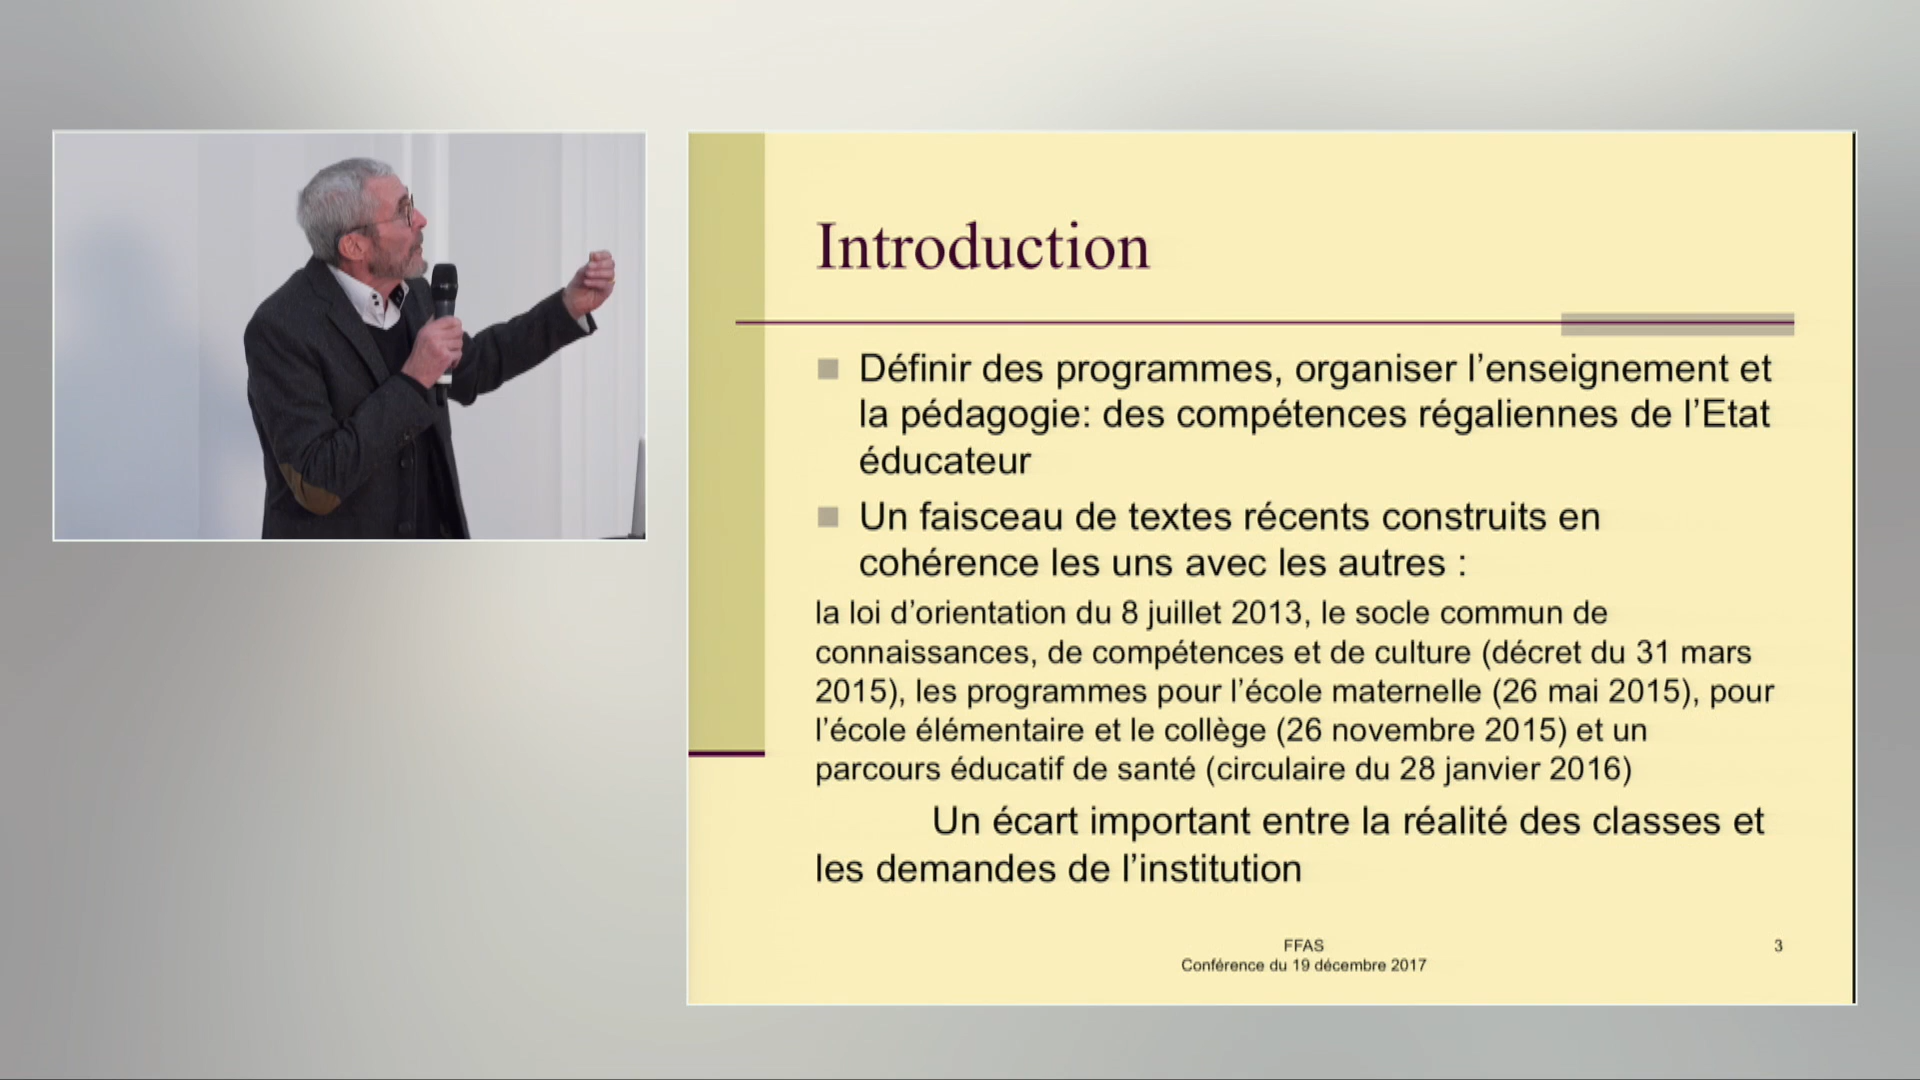 Introduction
Définir des programmes, organiser l’enseignement et
la pédagogie: des compétences régaliennes de l’Etat
éducateur
Un faisceau de textes récents construits en
cohérence les uns avec les autres :
la loi d’orientation du 8 juillet 2013, le socle commun de
connaissances, de compétences et de culture (décret du 31 mars
2015), les programmes pour l’école maternelle (26 mai 2015), pour
l’école élémentaire et le collège (26 novembre 2015) et un
parcours éducatif de santé (circulaire du 28 janvier 2016)
Un écart important entre la réalité des classes et
les demandes de l’institution
FFAS
Conférence du 19 décembre 2017
3